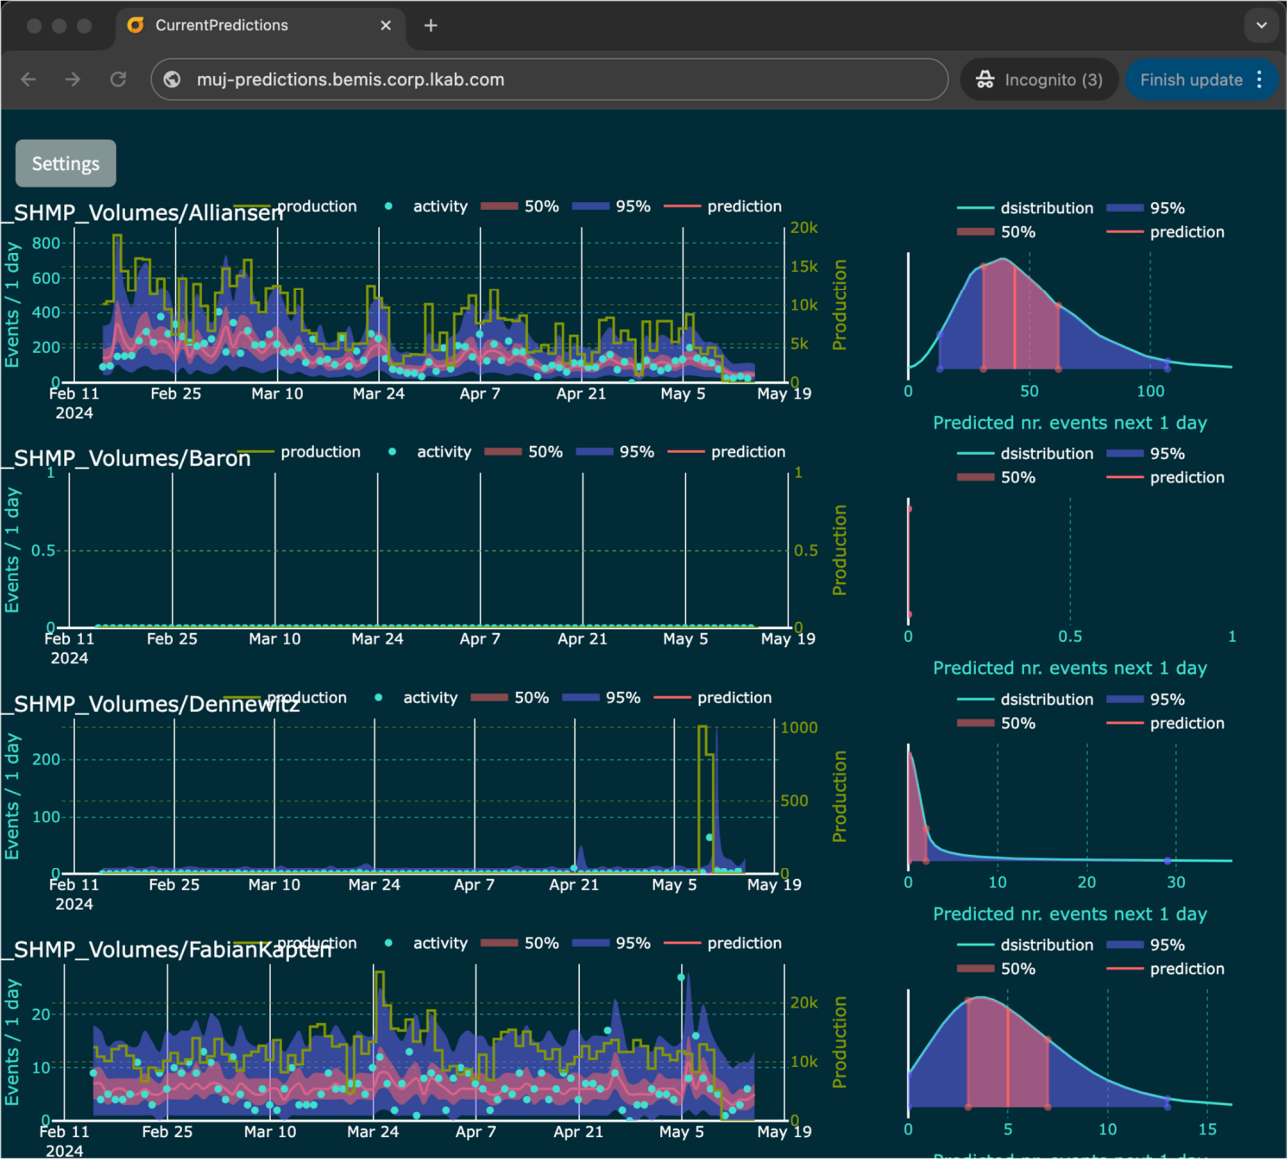 CurrentPredictions
muj-predictions.bemis.corp.lkab.com
Incognito (3)
Finish update
Settings
_SHMP_Volumes/Alliansen
production activity 50% 95% prediction
Events / 1 day
800
600
400
200
0
20k
15k
10k
5k
0
Production
Feb 11 Feb 25 Mar 10 Mar 24 Apr 7 Apr 21 May 5 May 19
2024
dsistribution 95%
50% prediction
0 50 100
Predicted nr. events next 1 day
_SHMP_Volumes/Baron
production activity 50% 95% prediction
Events / 1 day
1
0.5
0
1
0.5
0
Production
Feb 11 Feb 25 Mar 10 Mar 24 Apr 7 Apr 21 May 5 May 19
2024
dsistribution 95%
50% prediction
0 0.5 1
Predicted nr. events next 1 day
_SHMP_Volumes/Dennewitz
production activity 50% 95% prediction
Events / 1 day
200
100
0
1000
500
0
Production
Feb 11 Feb 25 Mar 10 Mar 24 Apr 7 Apr 21 May 5 May 19
2024
dsistribution 95%
50% prediction
0 10 20 30
Predicted nr. events next 1 day
_SHMP_Volumes/FabianKapten
production activity 50% 95% prediction
Events / 1 day
20
10
0
20k
10k
0
Production
Feb 11 Feb 25 Mar 10 Mar 24 Apr 7 Apr 21 May 5 May 19
2024
dsistribution 95%
50% prediction
0 5 10 15